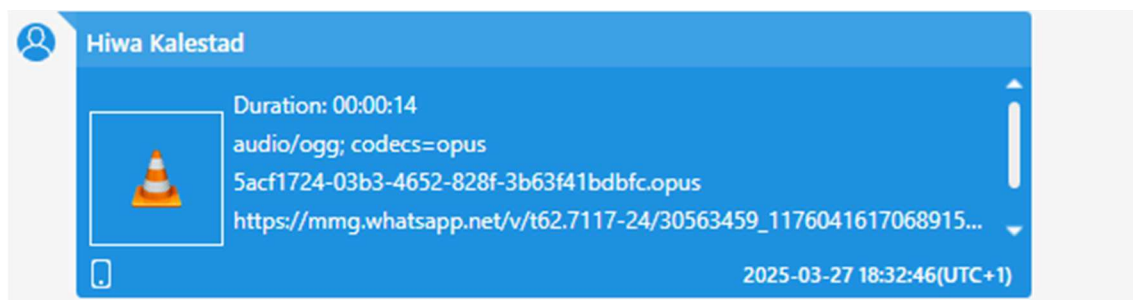 Hiwa Kalestad
Duration: 00:00:14
audio/ogg; codecs=opus
5acf1724-03b3-4652-828f-3b63f41bdbfc.opus
https://mmg.whatsapp.net/v/t62.7117-24/30563459_1176041617068915...
2025-03-27 18:32:46(UTC+1)